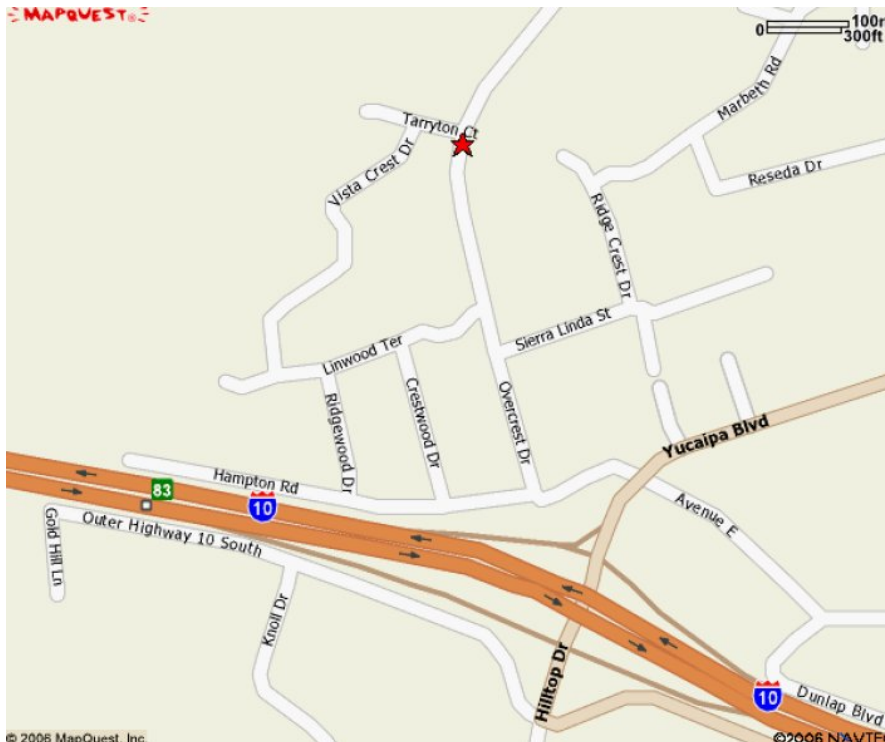 MAPQUEST®
0 100m
300ft
Marbeth Rd
Tarryton Ct
Vista Crest Dr
Reseda Dr
Ridge Crest Dr
Sierra Linda St
Linwood Ter
Ridgewood Dr
Crestwood Dr
Overcrest Dr
Yucaipa Blvd
Hampton Rd
83
10
Avenue E
Gold Hill Ln
Outer Highway 10 South
Knoll Dr
Hilltop Dr
10
Dunlap Blvd
© 2006 MapQuest, Inc.
©2006 NAVTEQ